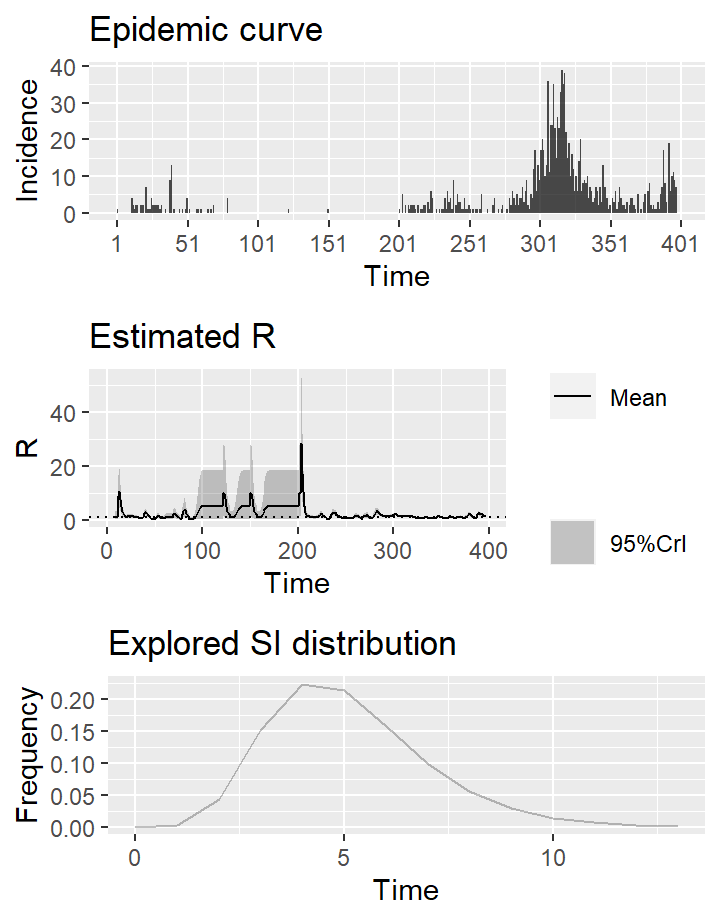 Epidemic curve
40
30
20
10
0
Incidence
1 51 101 151 201 251 301 351 401
Time
Estimated R
40
20
0
R
0 100 200 300 400
Time
Mean
95%CrI
Explored SI distribution
0.20
0.15
0.10
0.05
0.00
Frequency
0 5 10
Time